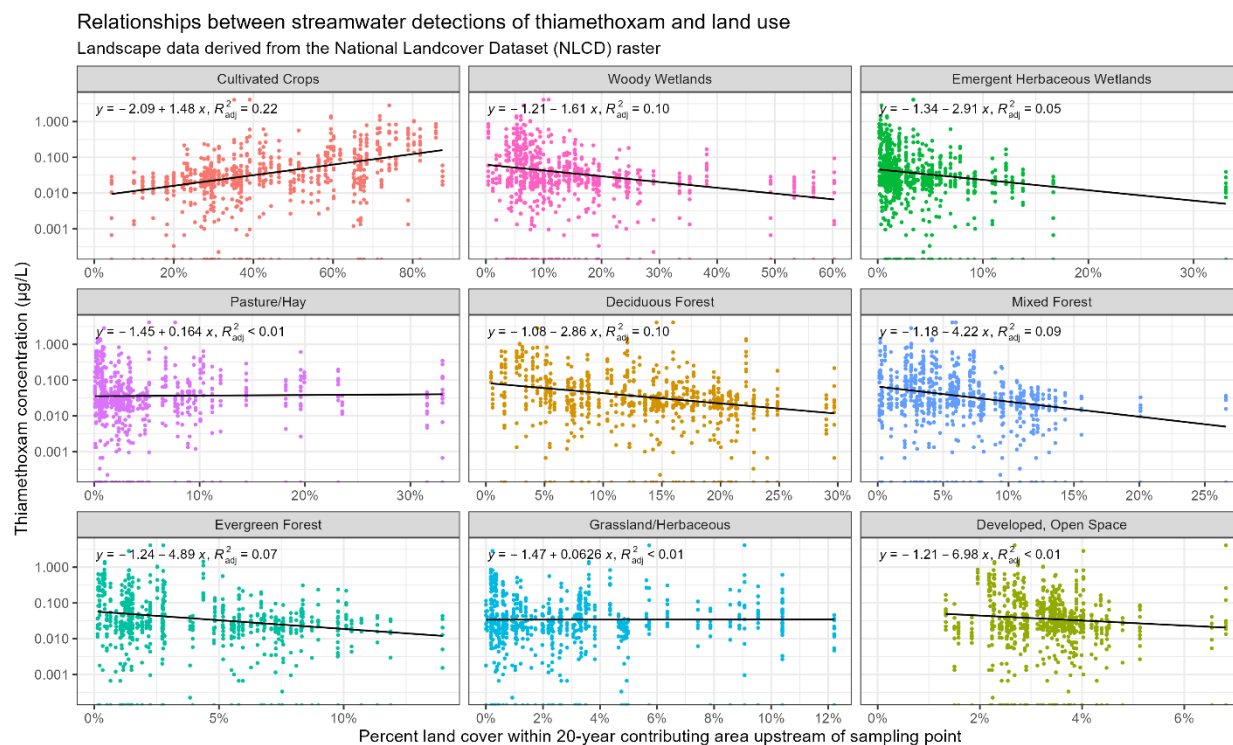 Relationships between streamwater detections of thiamethoxam and land use
Landscape data derived from the National Landcover Dataset (NLCD) raster
Thiamethoxam concentration (µg/L)
Cultivated Crops
y = − 2.09 + 1.48 x, R²adj = 0.22
1.000
0.100
0.010
0.001
0% 20% 40% 60% 80%
Woody Wetlands
y = − 1.21 − 1.61 x, R²adj = 0.10
0% 10% 20% 30% 40% 50% 60%
Emergent Herbaceous Wetlands
y = − 1.34 − 2.91 x, R²adj = 0.05
0% 10% 20% 30%
Pasture/Hay
y = − 1.45 + 0.164 x, R²adj < 0.01
1.000
0.100
0.010
0.001
0% 10% 20% 30%
Deciduous Forest
y = − 1.08 − 2.86 x, R²adj = 0.10
0% 5% 10% 15% 20% 25% 30%
Mixed Forest
y = − 1.18 − 4.22 x, R²adj = 0.09
0% 5% 10% 15% 20% 25%
Evergreen Forest
y = − 1.24 − 4.89 x, R²adj = 0.07
1.000
0.100
0.010
0.001
0% 5% 10%
Grassland/Herbaceous
y = − 1.47 + 0.0626 x, R²adj < 0.01
0% 2% 4% 6% 8% 10% 12%
Developed, Open Space
y = − 1.21 − 6.98 x, R²adj < 0.01
0% 2% 4% 6%
Percent land cover within 20-year contributing area upstream of sampling point